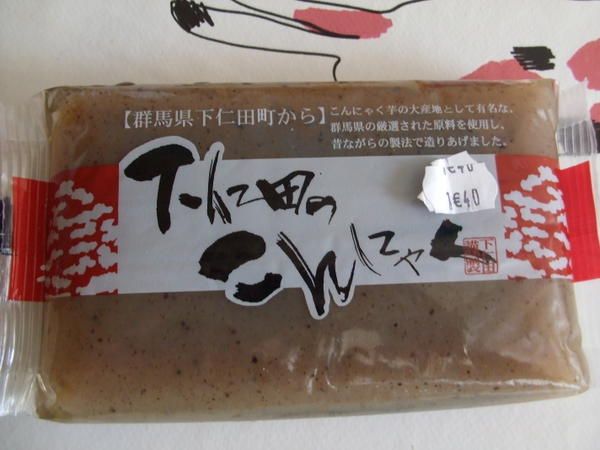 【群馬県下仁田町から】
こんにゃく芋の大産地として有名な、
群馬県の厳選された原料を使用し、
昔ながらの製法で造りあげました。
下仁田の
こんにゃく
1€40
1€40